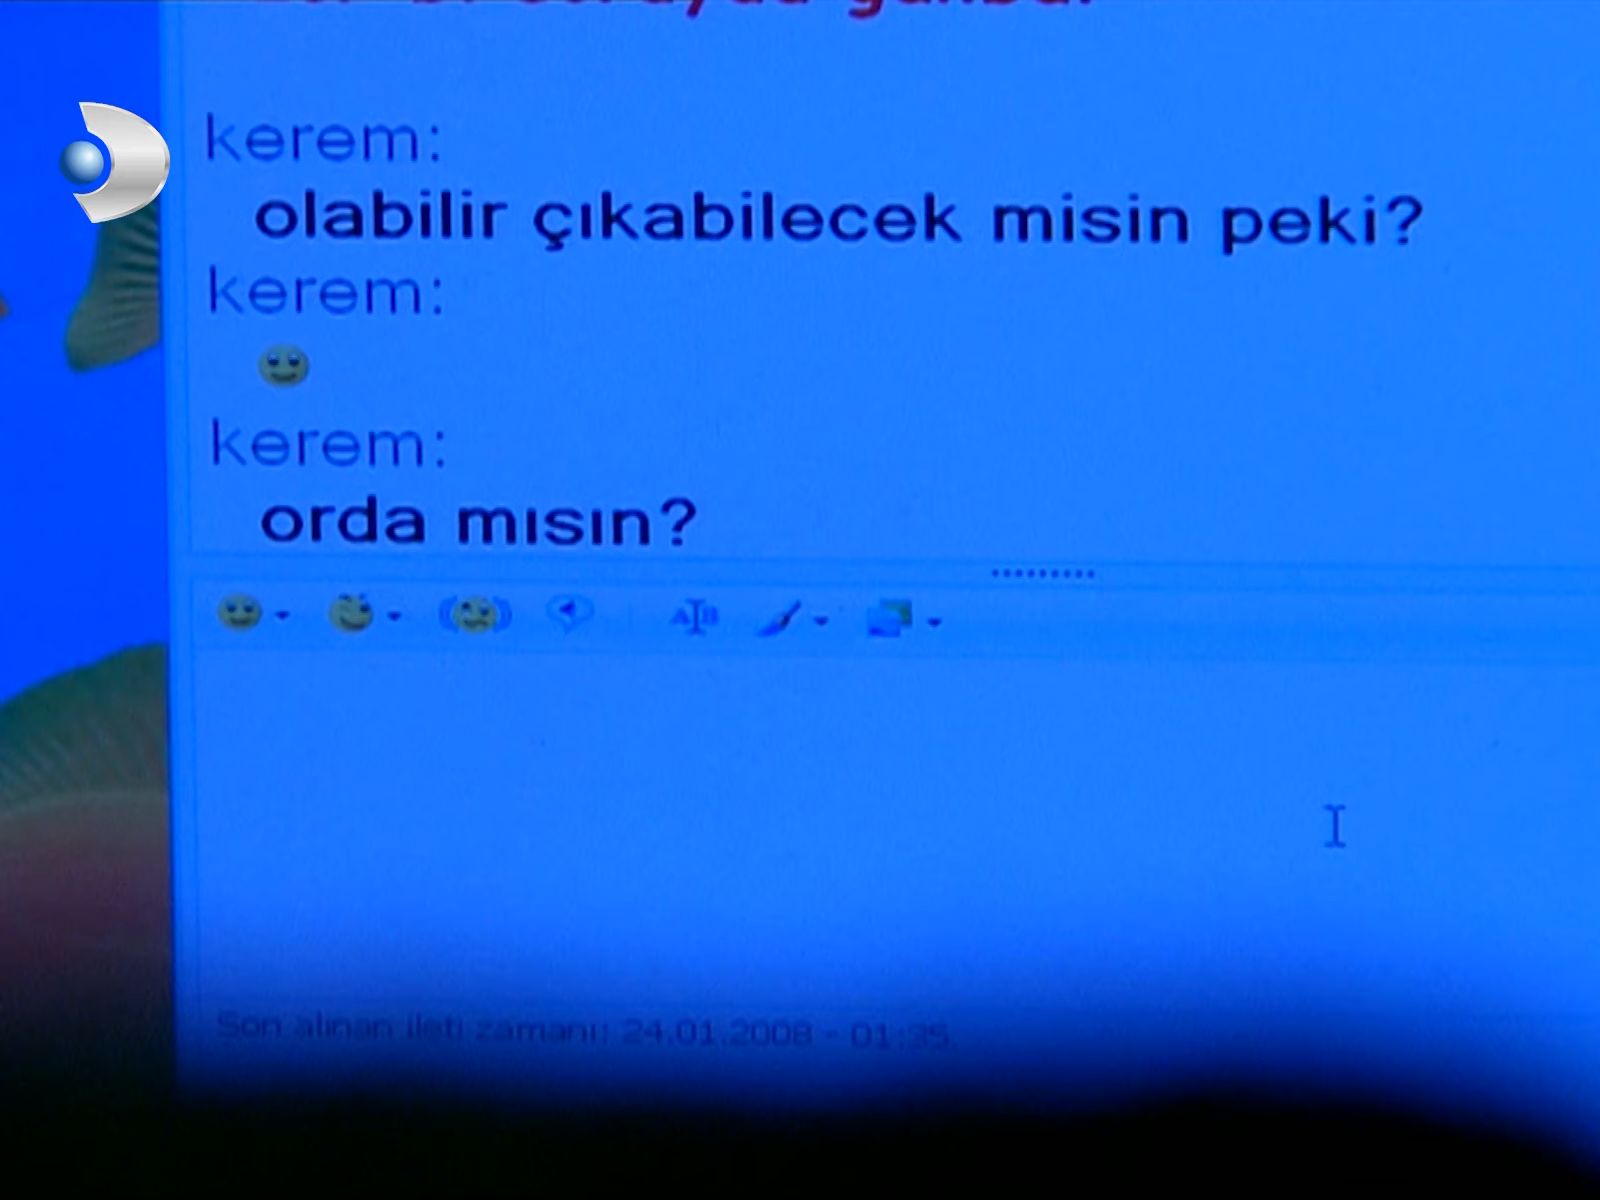 kerem:
olabilir çıkabilecek misin peki?
kerem:
kerem:
orda mısın?
Son alınan ileti zamanı: 24.01.2008 - 01:35.